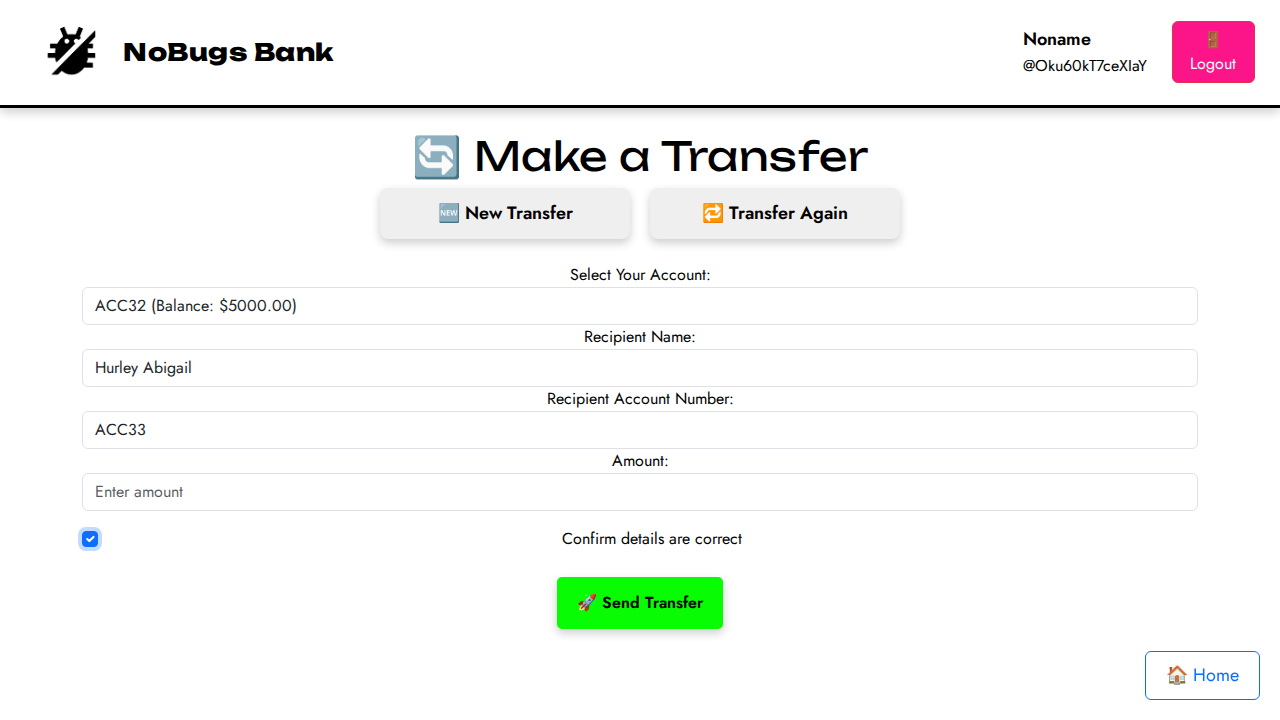 NoBugs Bank
Noname
@Oku60kT7ceXIaY
Logout
Make a Transfer
New Transfer
Transfer Again
Select Your Account:
ACC32 (Balance: $5000.00)
Recipient Name:
Hurley Abigail
Recipient Account Number:
ACC33
Amount:
Enter amount
Confirm details are correct
Send Transfer
Home